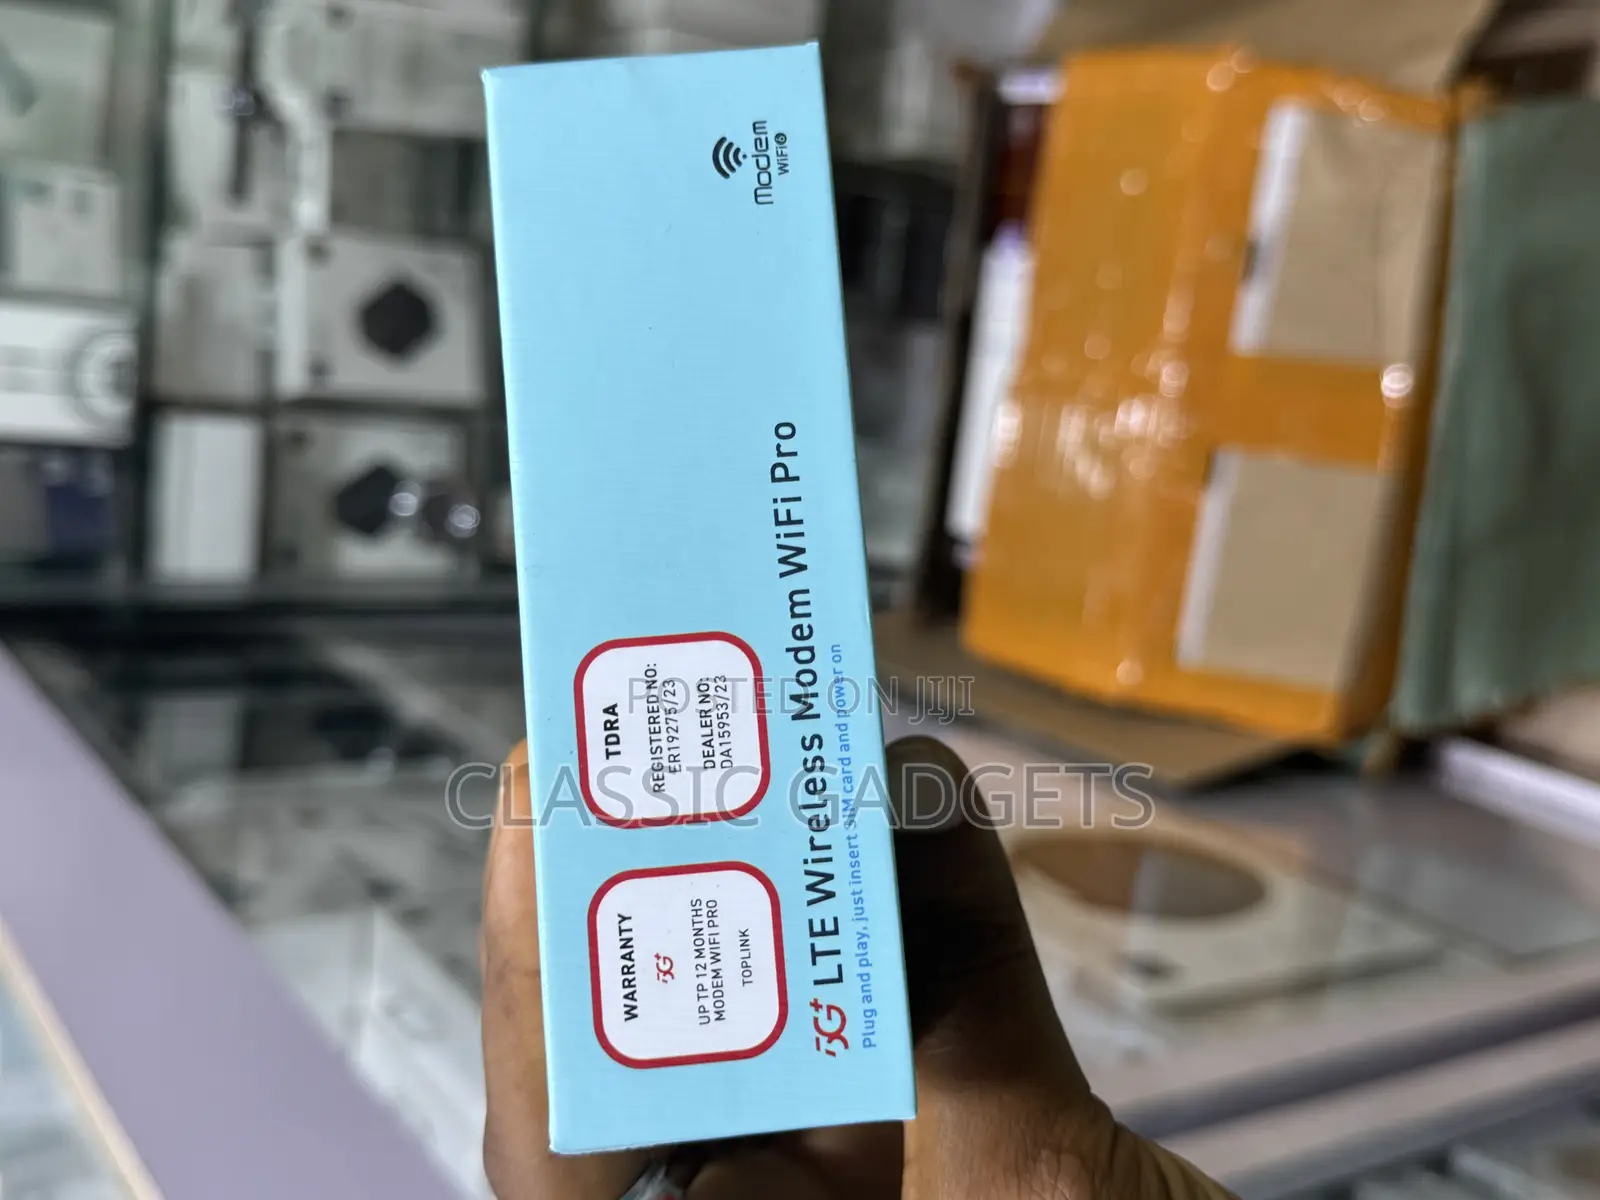 Modem
WiFi6
TDRA
REGISTERED NO:
ER19275/23
DEALER NO:
DA15953/23
WARRANTY
5G+
UP TP 12 MONTHS
MODEM WIFI PRO
TOPLINK
5G+ LTE Wireless Modem WiFi Pro
Plug and play, just insert SIM card and power on
POSTED ON JIJI
CLASSIC GADGETS